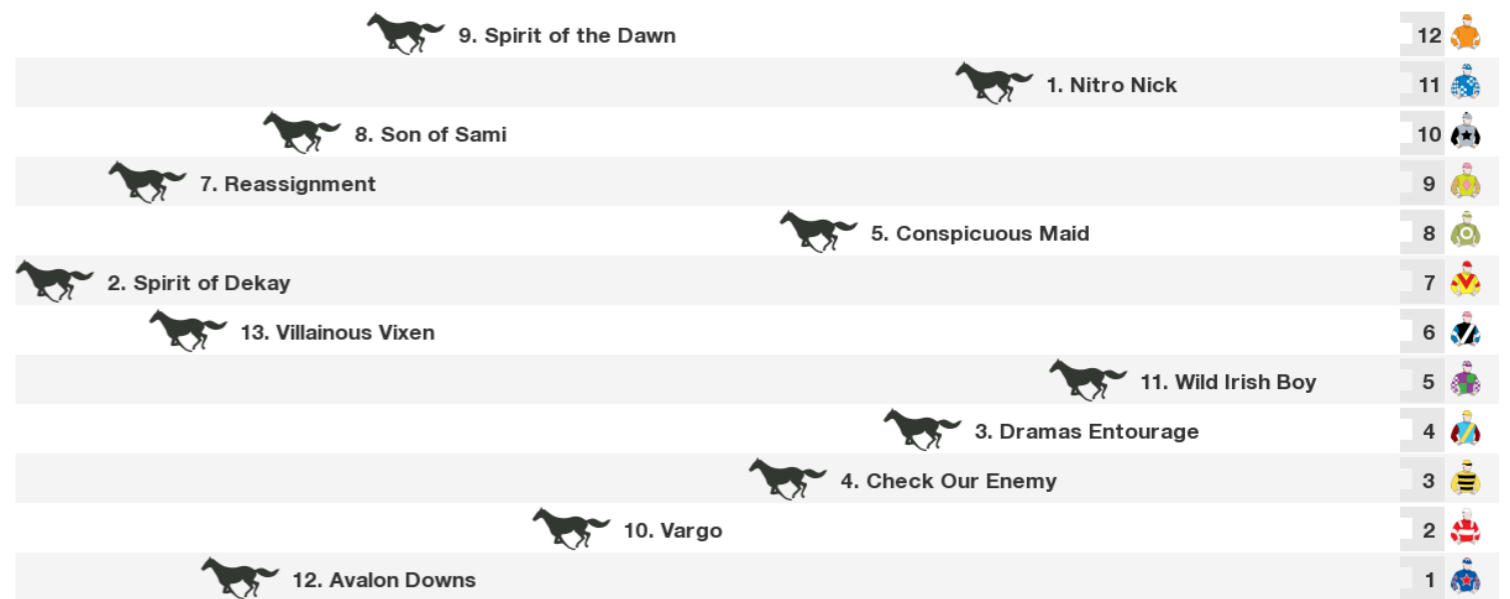 9. Spirit of the Dawn 12
1. Nitro Nick 11
8. Son of Sami 10
7. Reassignment 9
5. Conspicuous Maid 8
2. Spirit of Dekay 7
13. Villainous Vixen 6
11. Wild Irish Boy 5
3. Dramas Entourage 4
4. Check Our Enemy 3
10. Vargo 2
12. Avalon Downs 1